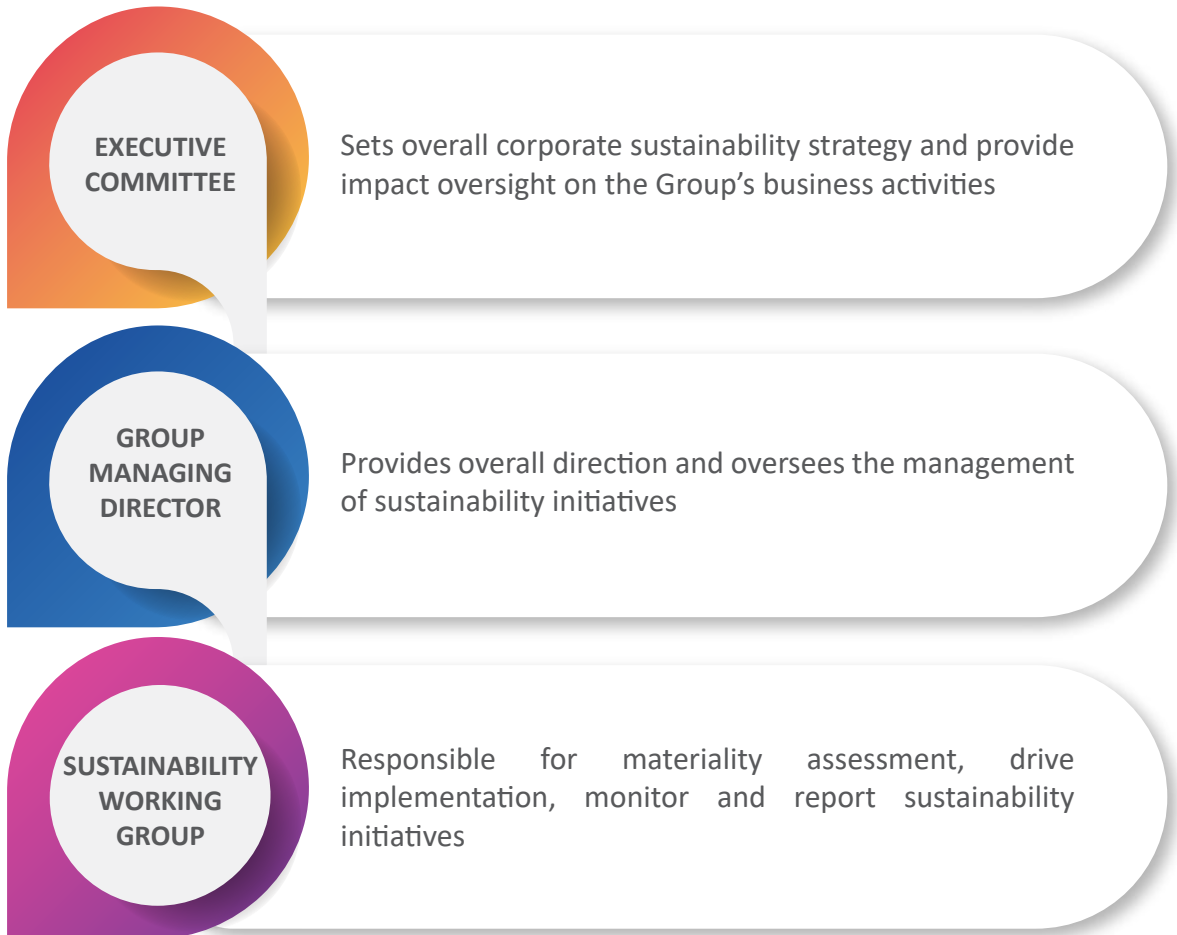 EXECUTIVE
COMMITTEE
Sets overall corporate sustainability strategy and provide
impact oversight on the Group’s business activities
GROUP
MANAGING
DIRECTOR
Provides overall direction and oversees the management
of sustainability initiatives
SUSTAINABILITY
WORKING
GROUP
Responsible for materiality assessment, drive
implementation, monitor and report sustainability
initiatives